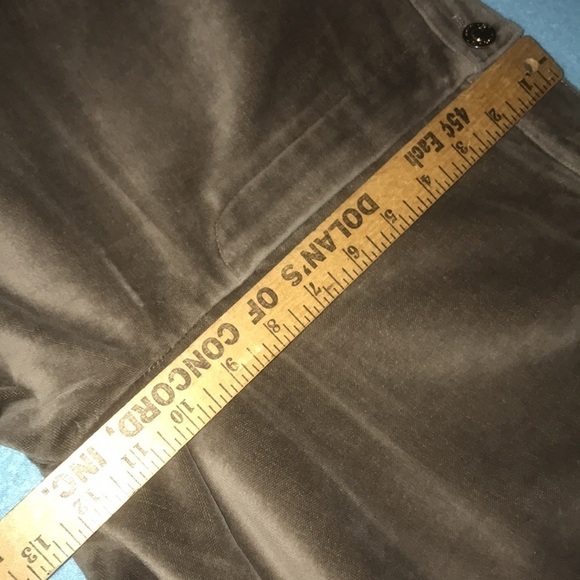 45¢ Each
DOLAN'S OF CONCORD, INC.
1 2 3 4 5 6 7 8 9 10 11 12 13